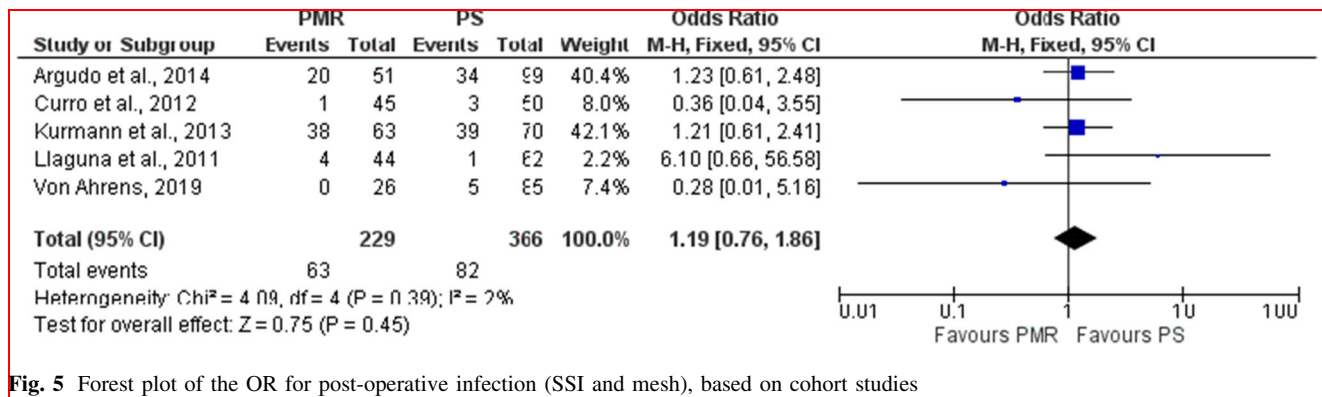 PMR PS Odds Ratio Odds Ratio
Study or Subgroup Events Total Events Total Weight M-H, Fixed, 95% CI M-H, Fixed, 95% CI
Argudo et al., 2014 20 51 34 99 40.4% 1.23 [0.61, 2.48]
Curro et al., 2012 1 45 3 50 8.0% 0.36 [0.04, 3.55]
Kurmann et al., 2013 38 63 39 70 42.1% 1.21 [0.61, 2.41]
Llaguna et al., 2011 4 44 1 62 2.2% 6.10 [0.66, 56.58]
Von Ahrens, 2019 0 26 5 85 7.4% 0.28 [0.01, 5.16]
Total (95% CI) 229 366 100.0% 1.19 [0.76, 1.86]
Total events 63 82
Heterogeneity: Chi² = 4.09, df = 4 (P = 0.39); I² = 2%
Test for overall effect: Z = 0.75 (P = 0.45)
0.01 0.1 1 10 100
Favours PMR Favours PS
Fig. 5 Forest plot of the OR for post-operative infection (SSI and mesh), based on cohort studies